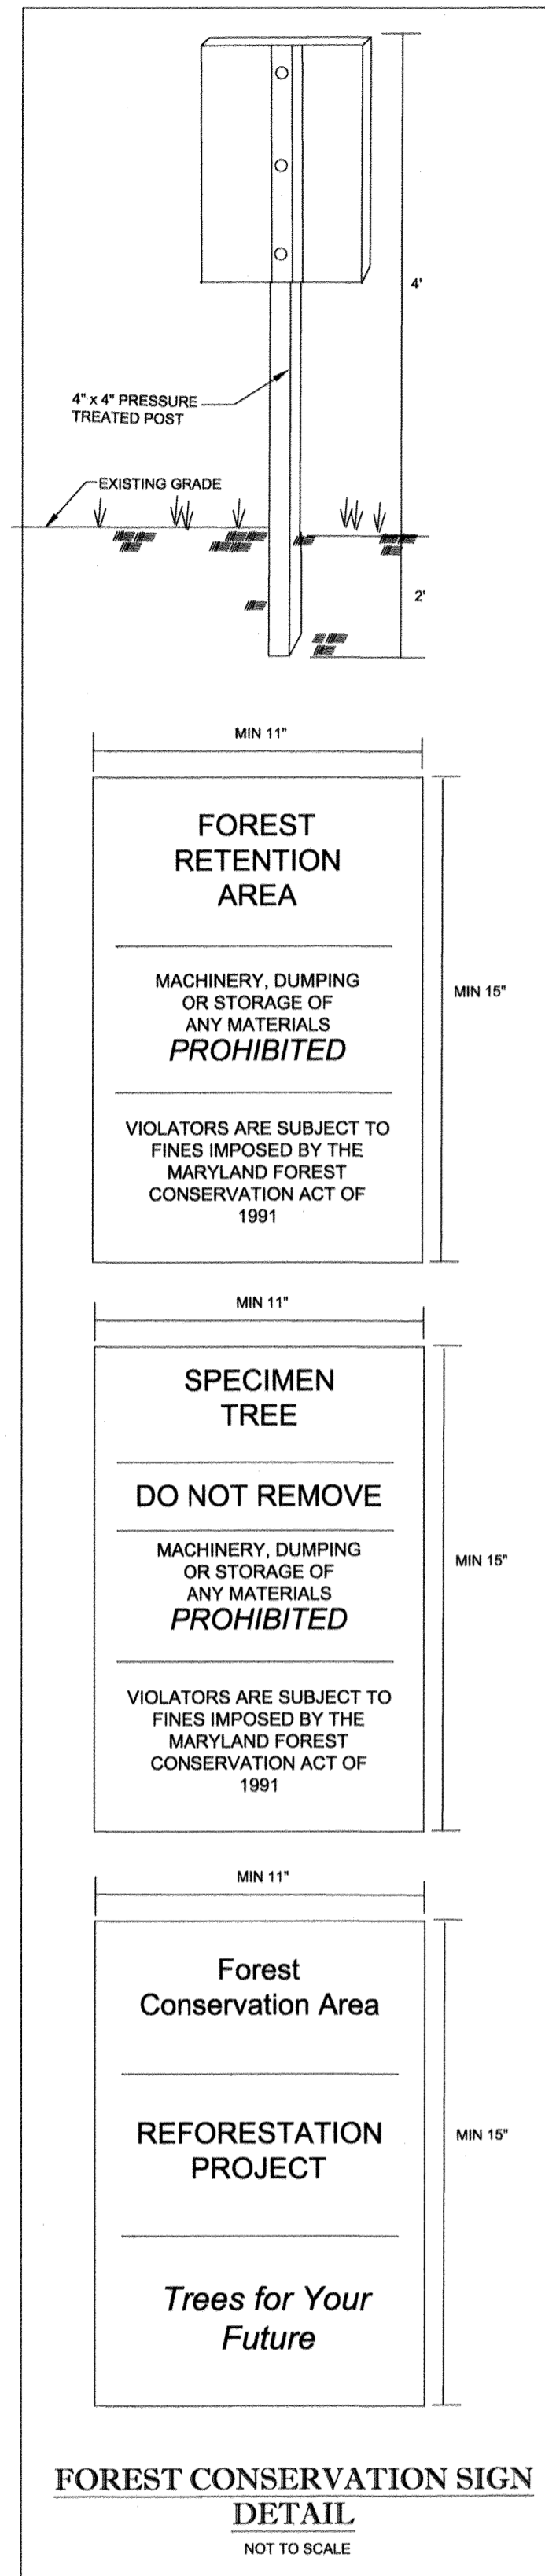 4'
4" x 4" PRESSURE
TREATED POST
EXISTING GRADE
2'
MIN 11"
FOREST
RETENTION
AREA
MACHINERY, DUMPING
OR STORAGE OF
ANY MATERIALS
PROHIBITED
VIOLATORS ARE SUBJECT TO
FINES IMPOSED BY THE
MARYLAND FOREST
CONSERVATION ACT OF
1991
MIN 15"
MIN 11"
SPECIMEN
TREE
DO NOT REMOVE
MACHINERY, DUMPING
OR STORAGE OF
ANY MATERIALS
PROHIBITED
VIOLATORS ARE SUBJECT TO
FINES IMPOSED BY THE
MARYLAND FOREST
CONSERVATION ACT OF
1991
MIN 15"
MIN 11"
Forest
Conservation Area
REFORESTATION
PROJECT
Trees for Your
Future
MIN 15"
FOREST CONSERVATION SIGN
DETAIL
NOT TO SCALE